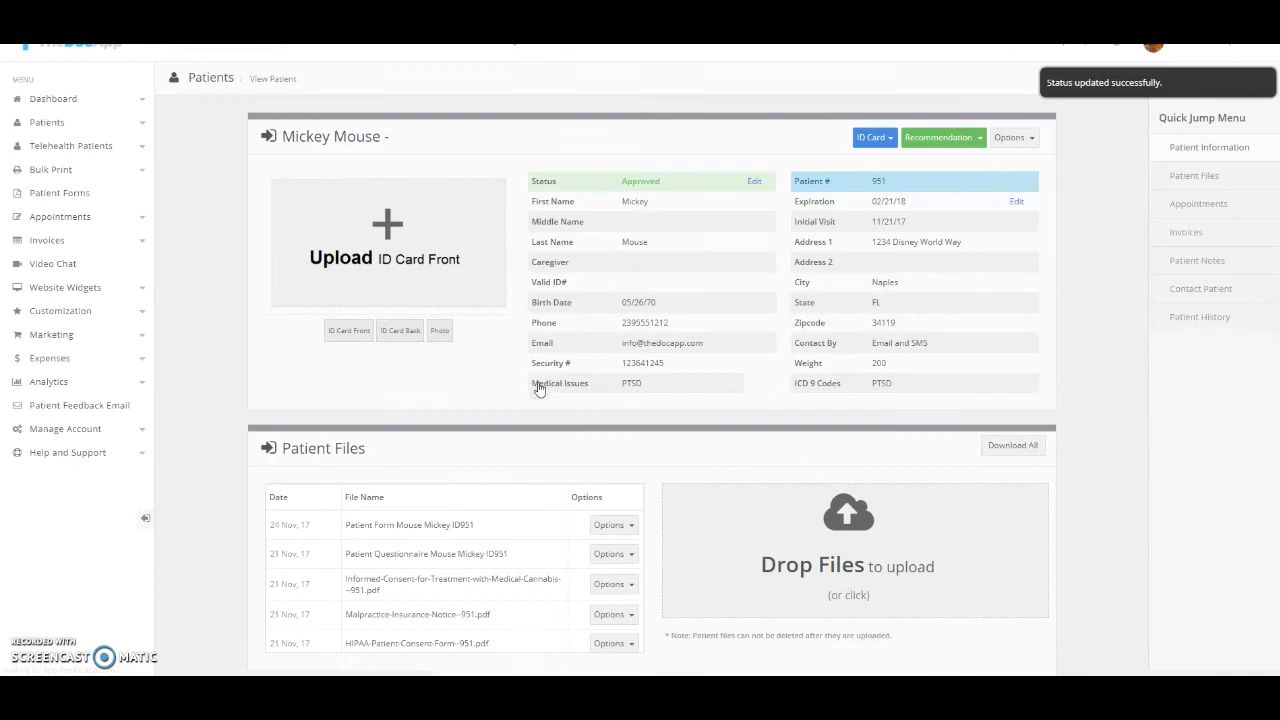 TheDocApp
Patients / View Patient
Status updated successfully.
MENU
Dashboard
Patients
Telehealth Patients
Bulk Print
Patient Forms
Appointments
Invoices
Video Chat
Website Widgets
Customization
Marketing
Expenses
Analytics
Patient Feedback Email
Manage Account
Help and Support
Mickey Mouse -
ID Card
Recommendation
Options
Upload ID Card Front
ID Card Front
ID Card Back
Photo
Status Approved Edit
First Name Mickey
Middle Name
Last Name Mouse
Caregiver
Valid ID#
Birth Date 05/26/70
Phone 2395551212
Email info@thedocapp.com
Security # 123641245
Medical Issues PTSD
Patient # 951
Expiration 02/21/18 Edit
Initial Visit 11/21/17
Address 1 1234 Disney World Way
Address 2
City Naples
State FL
Zipcode 34119
Contact By Email and SMS
Weight 200
ICD 9 Codes PTSD
Quick Jump Menu
Patient Information
Patient Files
Appointments
Invoices
Patient Notes
Contact Patient
Patient History
Patient Files
Download All
Date File Name Options
24 Nov, 17 Patient Form Mouse Mickey ID951 Options
21 Nov, 17 Patient Questionnaire Mouse Mickey ID951 Options
21 Nov, 17 Informed-Consent-for-Treatment-with-Medical-Cannabis-
--951.pdf Options
21 Nov, 17 Malpractice-Insurance-Notice--951.pdf Options
21 Nov, 17 HIPAA-Patient-Consent-Form--951.pdf Options
Drop Files to upload
(or click)
* Note: Patient files can not be deleted after they are uploaded.
RECORDED WITH
SCREENCAST MATIC